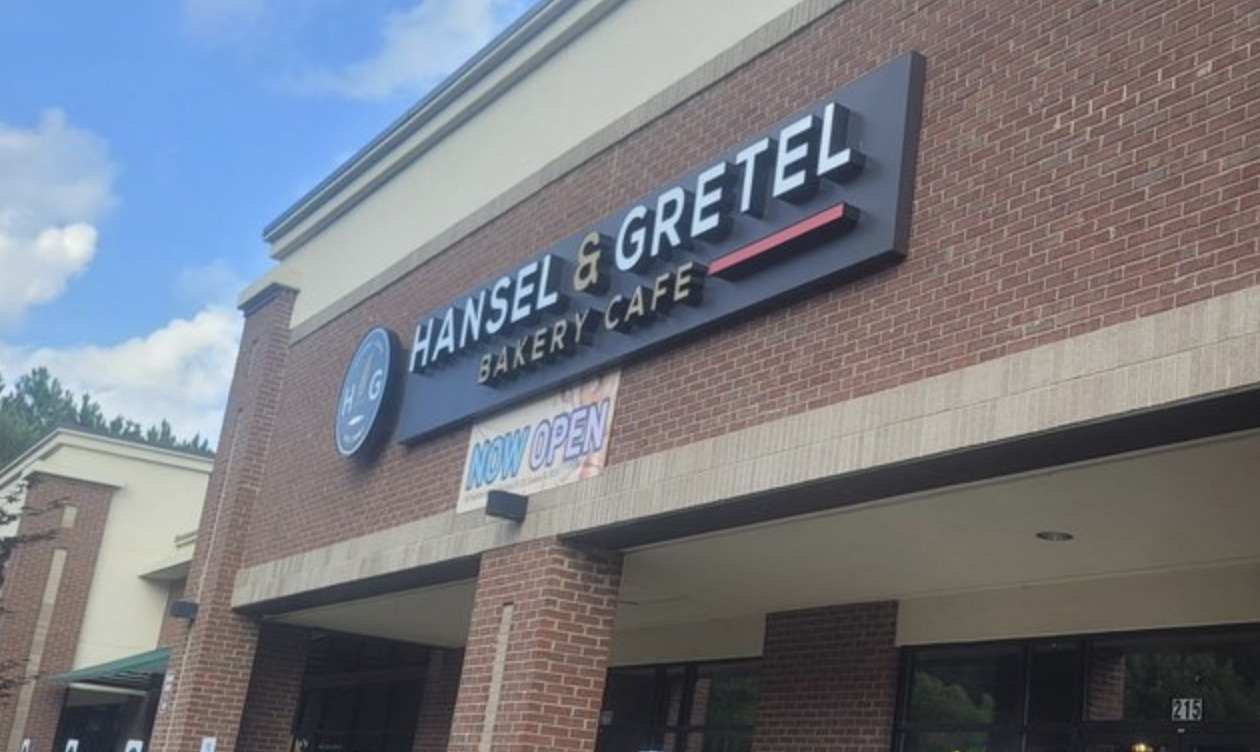 H G
HANSEL & GRETEL
BAKERY CAFE
NOW OPEN
215